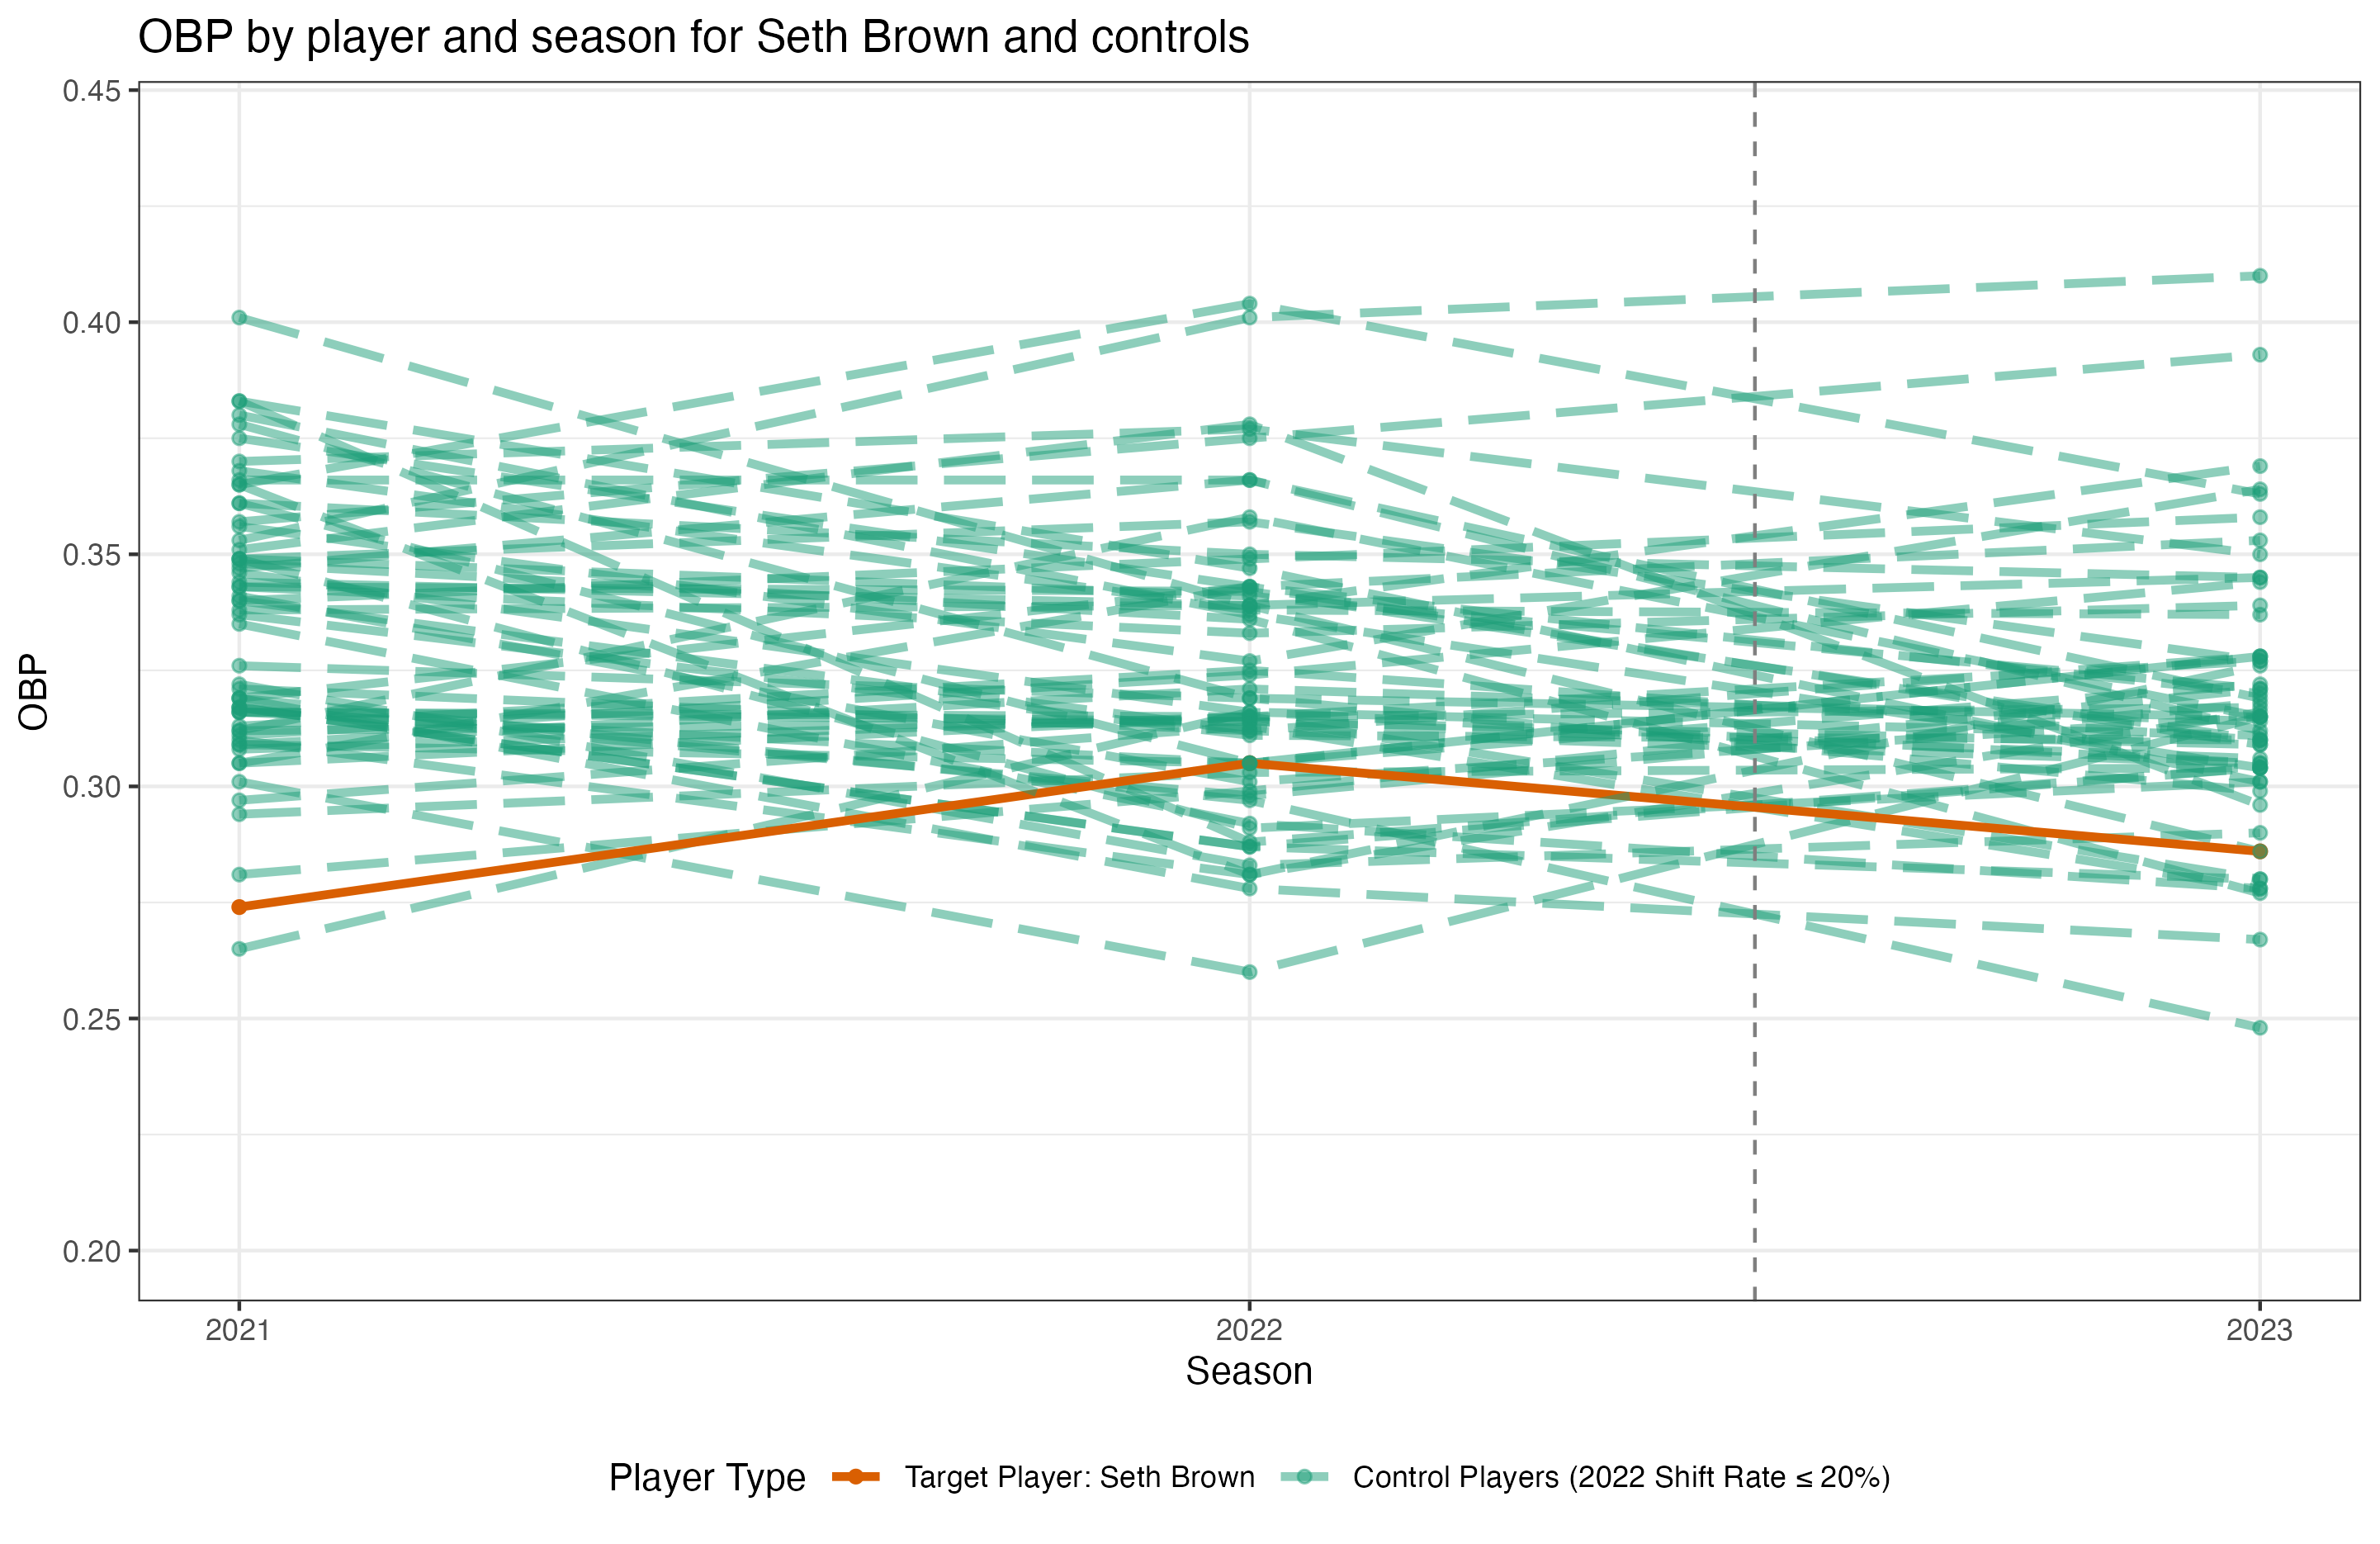 OBP by player and season for Seth Brown and controls
0.45
0.40
0.35
0.30
0.25
0.20
OBP
2021 2022 2023
Season
Player Type Target Player: Seth Brown Control Players (2022 Shift Rate ≤ 20%)